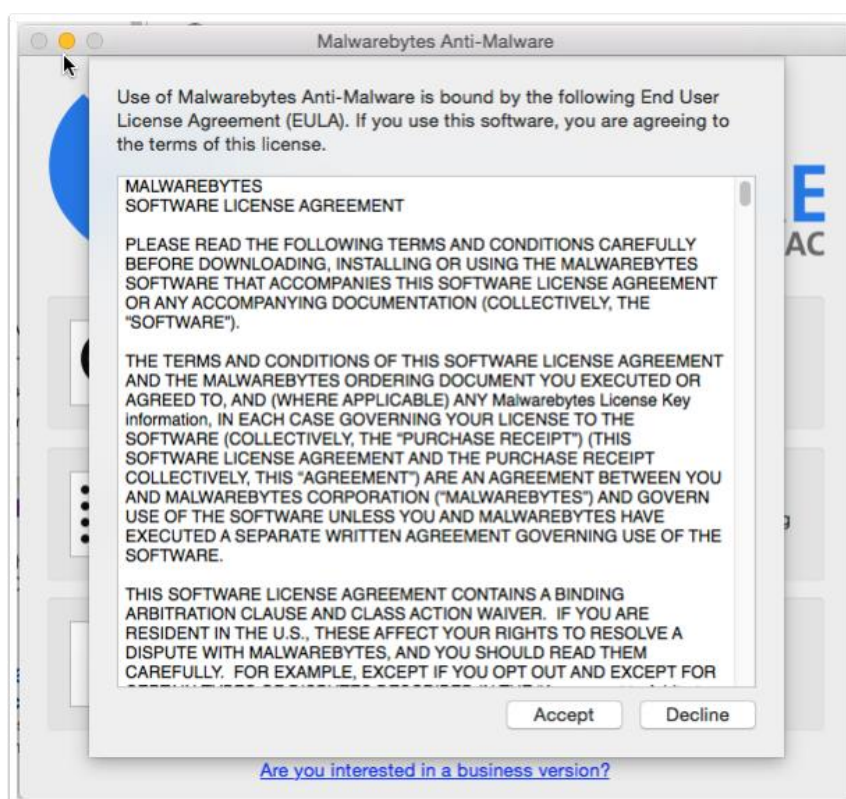 Malwarebytes Anti-Malware
Use of Malwarebytes Anti-Malware is bound by the following End User
License Agreement (EULA). If you use this software, you are agreeing to
the terms of this license.
MALWAREBYTES
SOFTWARE LICENSE AGREEMENT
PLEASE READ THE FOLLOWING TERMS AND CONDITIONS CAREFULLY
BEFORE DOWNLOADING, INSTALLING OR USING THE MALWAREBYTES
SOFTWARE THAT ACCOMPANIES THIS SOFTWARE LICENSE AGREEMENT
OR ANY ACCOMPANYING DOCUMENTATION (COLLECTIVELY, THE
"SOFTWARE").
THE TERMS AND CONDITIONS OF THIS SOFTWARE LICENSE AGREEMENT
AND THE MALWAREBYTES ORDERING DOCUMENT YOU EXECUTED OR
AGREED TO, AND (WHERE APPLICABLE) ANY Malwarebytes License Key
information, IN EACH CASE GOVERNING YOUR LICENSE TO THE
SOFTWARE (COLLECTIVELY, THE "PURCHASE RECEIPT") (THIS
SOFTWARE LICENSE AGREEMENT AND THE PURCHASE RECEIPT
COLLECTIVELY, THIS "AGREEMENT") ARE AN AGREEMENT BETWEEN YOU
AND MALWAREBYTES CORPORATION ("MALWAREBYTES") AND GOVERN
USE OF THE SOFTWARE UNLESS YOU AND MALWAREBYTES HAVE
EXECUTED A SEPARATE WRITTEN AGREEMENT GOVERNING USE OF THE
SOFTWARE.
THIS SOFTWARE LICENSE AGREEMENT CONTAINS A BINDING
ARBITRATION CLAUSE AND CLASS ACTION WAIVER. IF YOU ARE
RESIDENT IN THE U.S., THESE AFFECT YOUR RIGHTS TO RESOLVE A
DISPUTE WITH MALWAREBYTES, AND YOU SHOULD READ THEM
CAREFULLY. FOR EXAMPLE, EXCEPT IF YOU OPT OUT AND EXCEPT FOR
E
AC
g
Accept Decline
Are you interested in a business version?